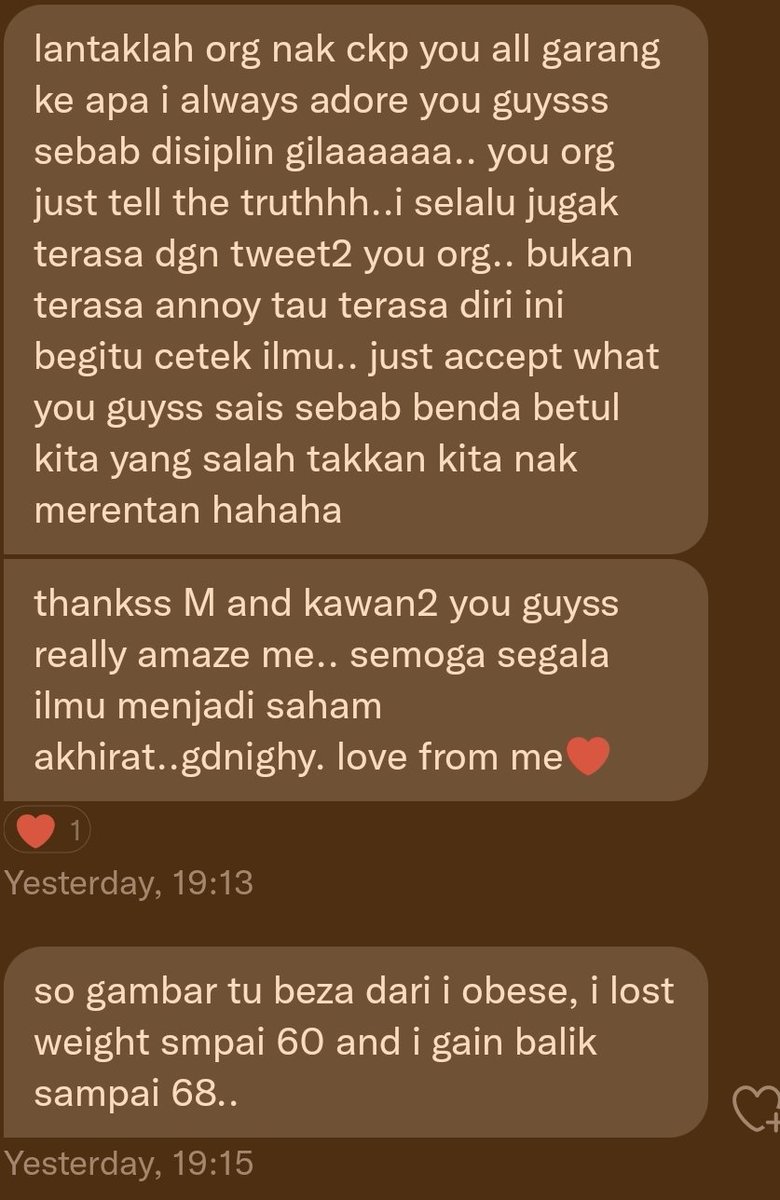 lantaklah org nak ckp you all garang
ke apa i always adore you guysss
sebab disiplin gilaaaaaa.. you org
just tell the truthhh..i selalu jugak
terasa dgn tweet2 you org.. bukan
terasa annoy tau terasa diri ini
begitu cetek ilmu.. just accept what
you guyss sais sebab benda betul
kita yang salah takkan kita nak
merentan hahaha
thankss M and kawan2 you guyss
really amaze me.. semoga segala
ilmu menjadi saham
akhirat..gdnighy. love from me❤️
❤️ 1
Yesterday, 19:13
so gambar tu beza dari i obese, i lost
weight smpai 60 and i gain balik
sampai 68..
Yesterday, 19:15